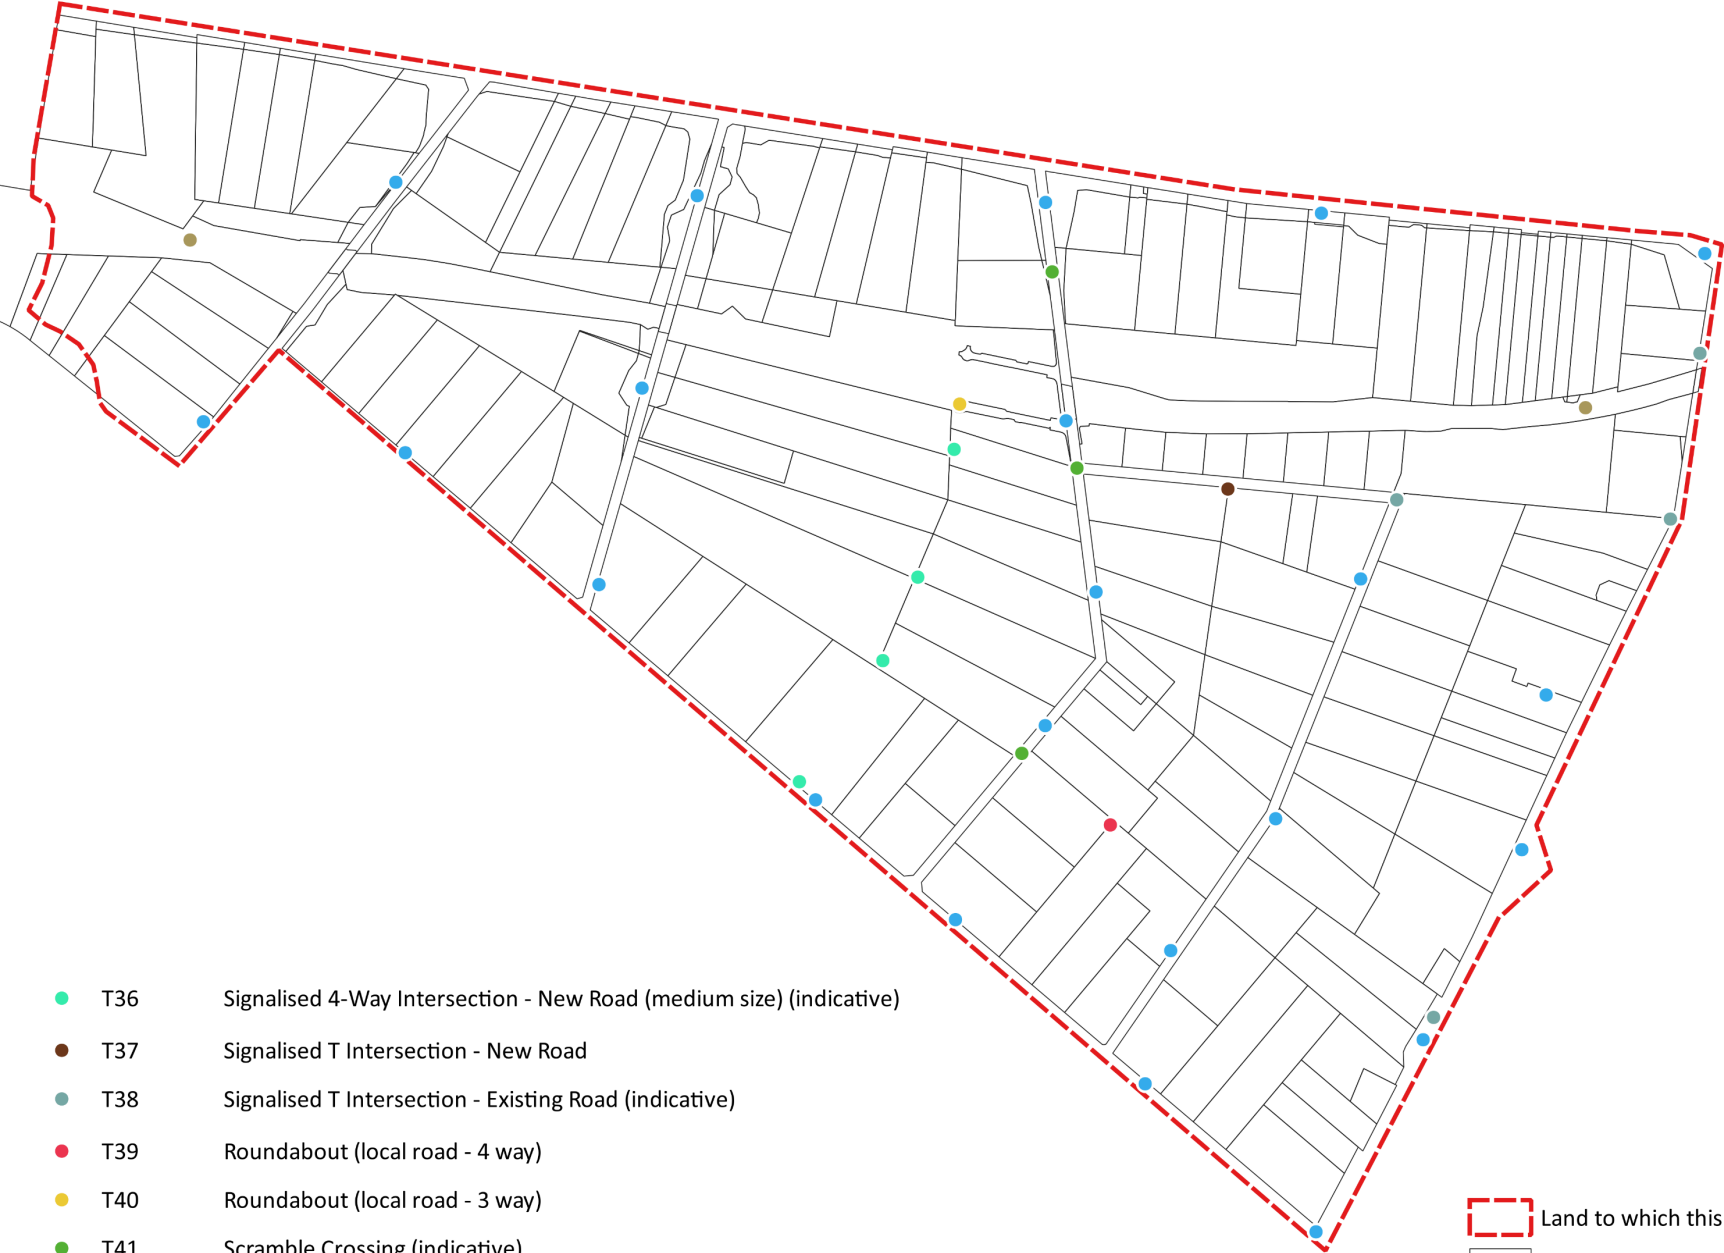 T36 Signalised 4-Way Intersection - New Road (medium size) (indicative)
T37 Signalised T Intersection - New Road
T38 Signalised T Intersection - Existing Road (indicative)
T39 Roundabout (local road - 4 way)
T40 Roundabout (local road - 3 way)
Land to which this
T41 Scramble Crossing (indicative)